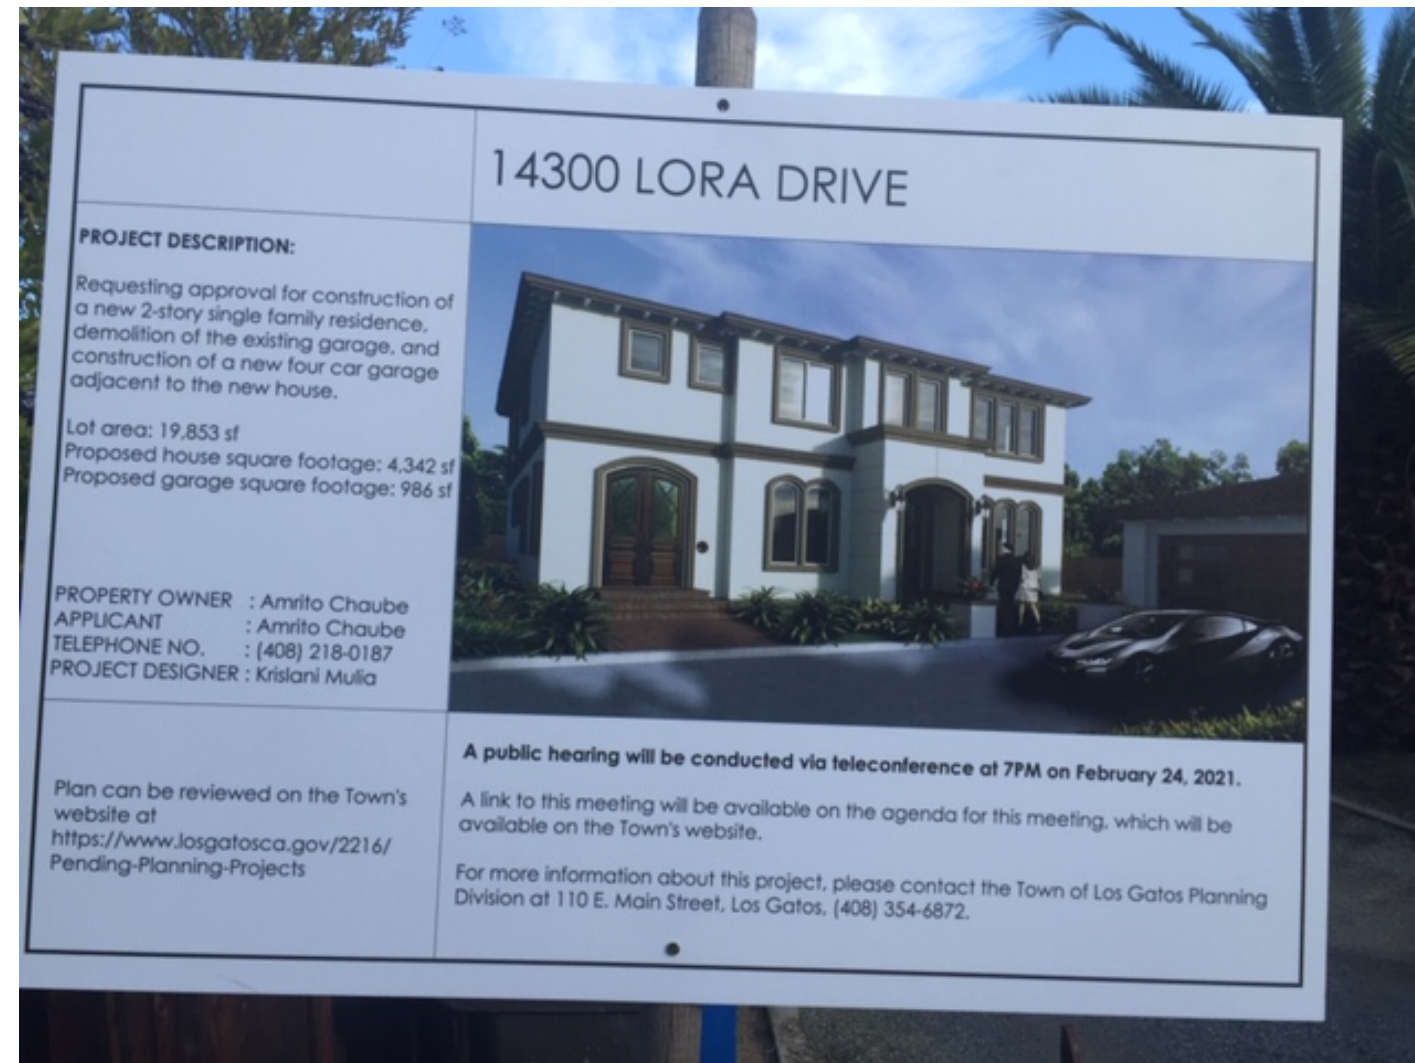 14300 LORA DRIVE
PROJECT DESCRIPTION:
Requesting approval for construction of
a new 2-story single family residence,
demolition of the existing garage, and
construction of a new four car garage
adjacent to the new house.
Lot area: 19,853 sf
Proposed house square footage: 4,342 sf
Proposed garage square footage: 986 sf
PROPERTY OWNER : Amrito Chaube
APPLICANT : Amrito Chaube
TELEPHONE NO. : (408) 218-0187
PROJECT DESIGNER : Krislani Mulia
Plan can be reviewed on the Town's
website at
https://www.losgatosca.gov/2216/
Pending-Planning-Projects
A public hearing will be conducted via teleconference at 7PM on February 24, 2021.
A link to this meeting will be available on the agenda for this meeting, which will be
available on the Town's website.
For more information about this project, please contact the Town of Los Gatos Planning
Division at 110 E. Main Street, Los Gatos, (408) 354-6872.